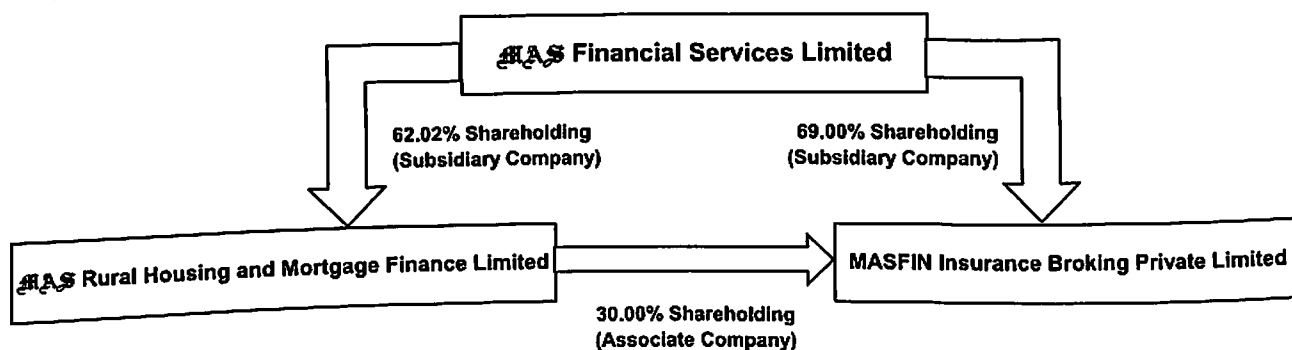 MAS Financial Services Limited
62.02% Shareholding
(Subsidiary Company)
69.00% Shareholding
(Subsidiary Company)
MAS Rural Housing and Mortgage Finance Limited
MASFIN Insurance Broking Private Limited
30.00% Shareholding
(Associate Company)